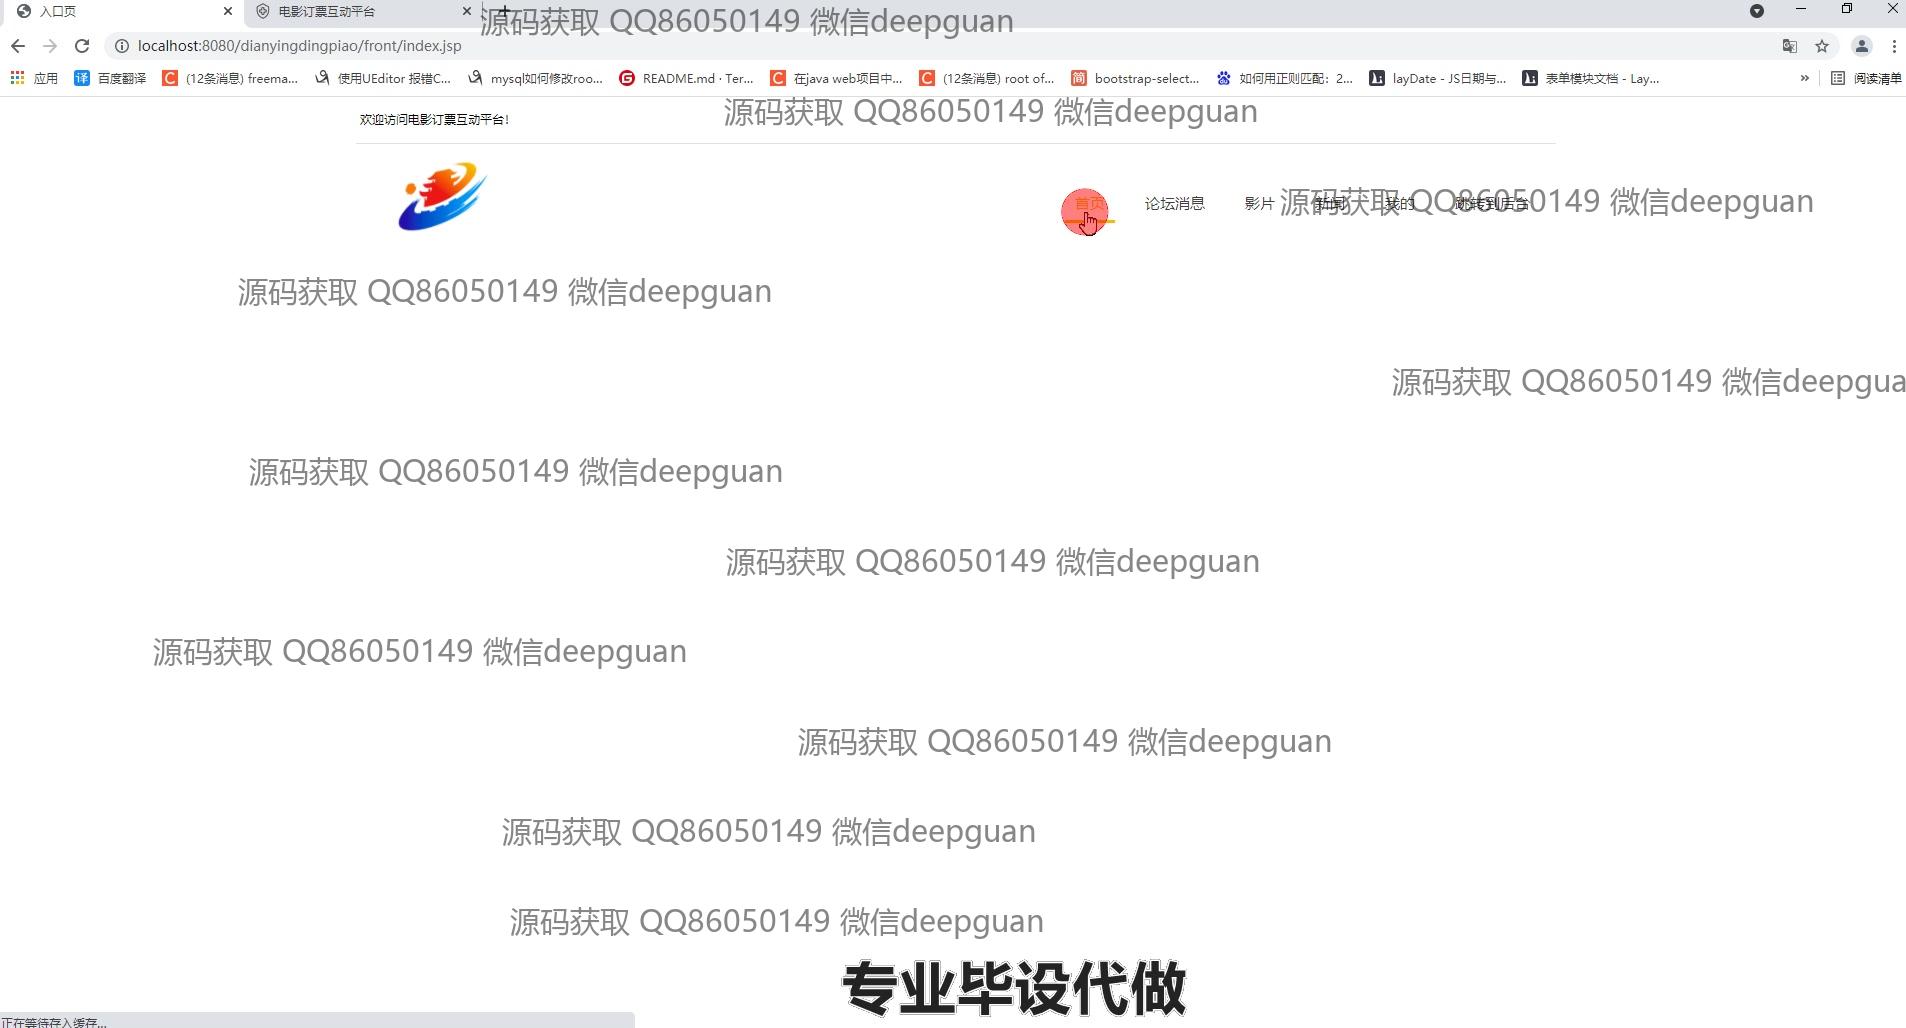 入口页
电影订票互动平台
源码获取 QQ86050149 微信deepguan
localhost:8080/dianyingdingpiao/front/index.jsp
应用 百度翻译 (12条消息) freema... 使用UEditor 报错C... mysql如何修改roo... README.md · Ter... 在java web项目中... (12条消息) root of... bootstrap-select... 如何用正则匹配：2... layDate - JS日期与... 表单模块文档 - Lay... » 阅读清单
欢迎访问电影订票互动平台!
源码获取 QQ86050149 微信deepguan
首页 论坛消息 影片 新闻 我的 跳转到后台
源码获取 QQ86050149 微信deepguan
源码获取 QQ86050149 微信deepguan
源码获取 QQ86050149 微信deepgua
源码获取 QQ86050149 微信deepguan
源码获取 QQ86050149 微信deepguan
源码获取 QQ86050149 微信deepguan
源码获取 QQ86050149 微信deepguan
源码获取 QQ86050149 微信deepguan
源码获取 QQ86050149 微信deepguan
专业毕设代做
正在等待存入缓存...